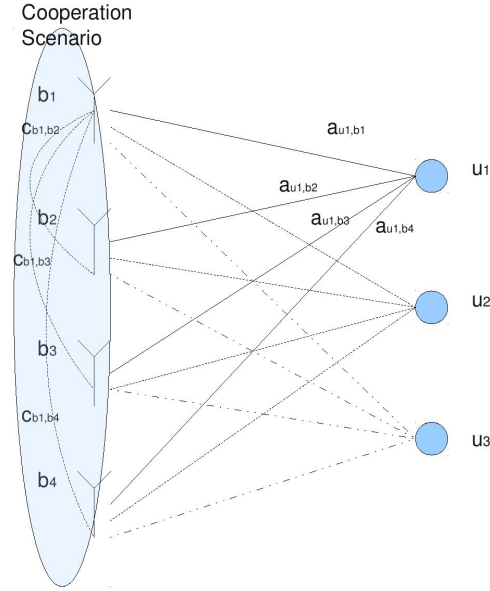 Cooperation
Scenario
b1
cb1,b2
au1,b1
u1
au1,b2
b2
au1,b3
au1,b4
cb1,b3
u2
b3
cb1,b4
u3
b4